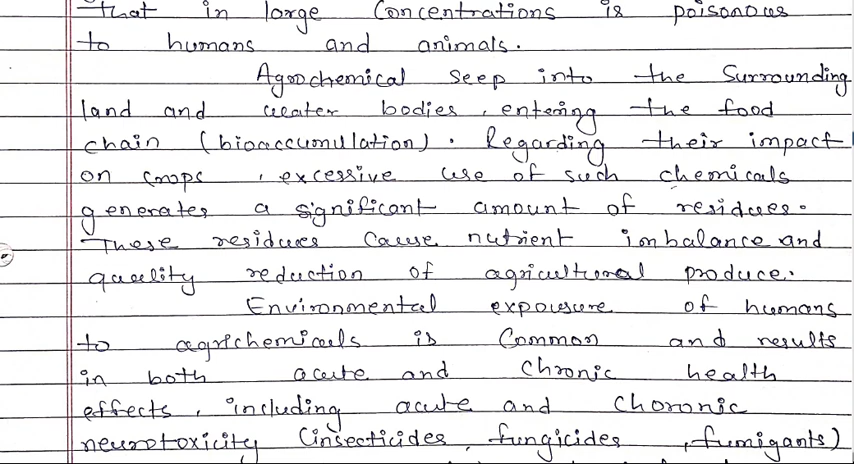 that in large concentrations is poisonous
to humans and animals.
Agrochemical seep into the surrounding
land and water bodies, entering the food
chain (bioaccumulation). Regarding their impact
on crops, excessive use of such chemicals
generates a significant amount of residues.
These residues cause nutrient imbalance and
quality reduction of agricultural produce.
Environmental expousure of humans
to agrichemicals is common and results
in both acute and chronic health
effects, including acute and choronic
neurotoxicity (insecticides, fungicides, fumigants)